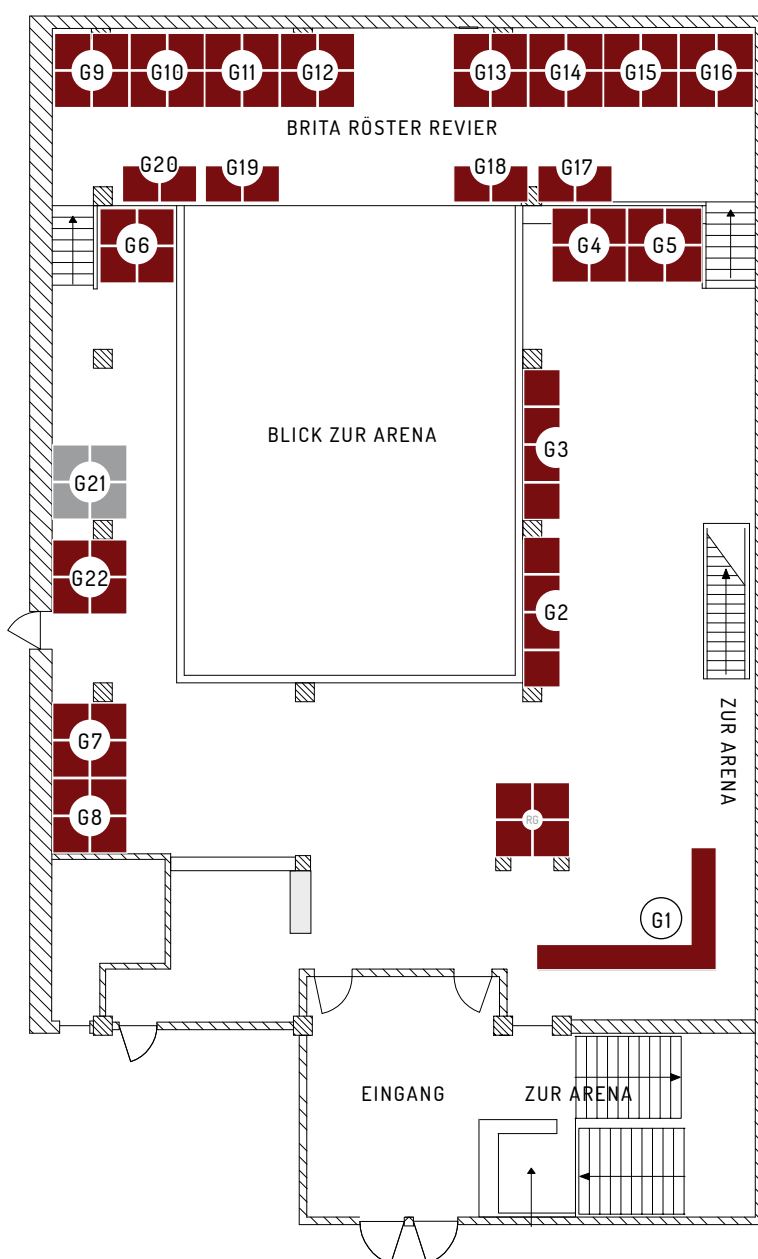 G9 G10 G11 G12 G13 G14 G15 G16
BRITA RÖSTER REVIER
G20 G19 G18 G17
G6 G4 G5
BLICK ZUR ARENA
G3
G21
G22
G2
ZUR ARENA
G7
G8
RG
G1
EINGANG
ZUR ARENA